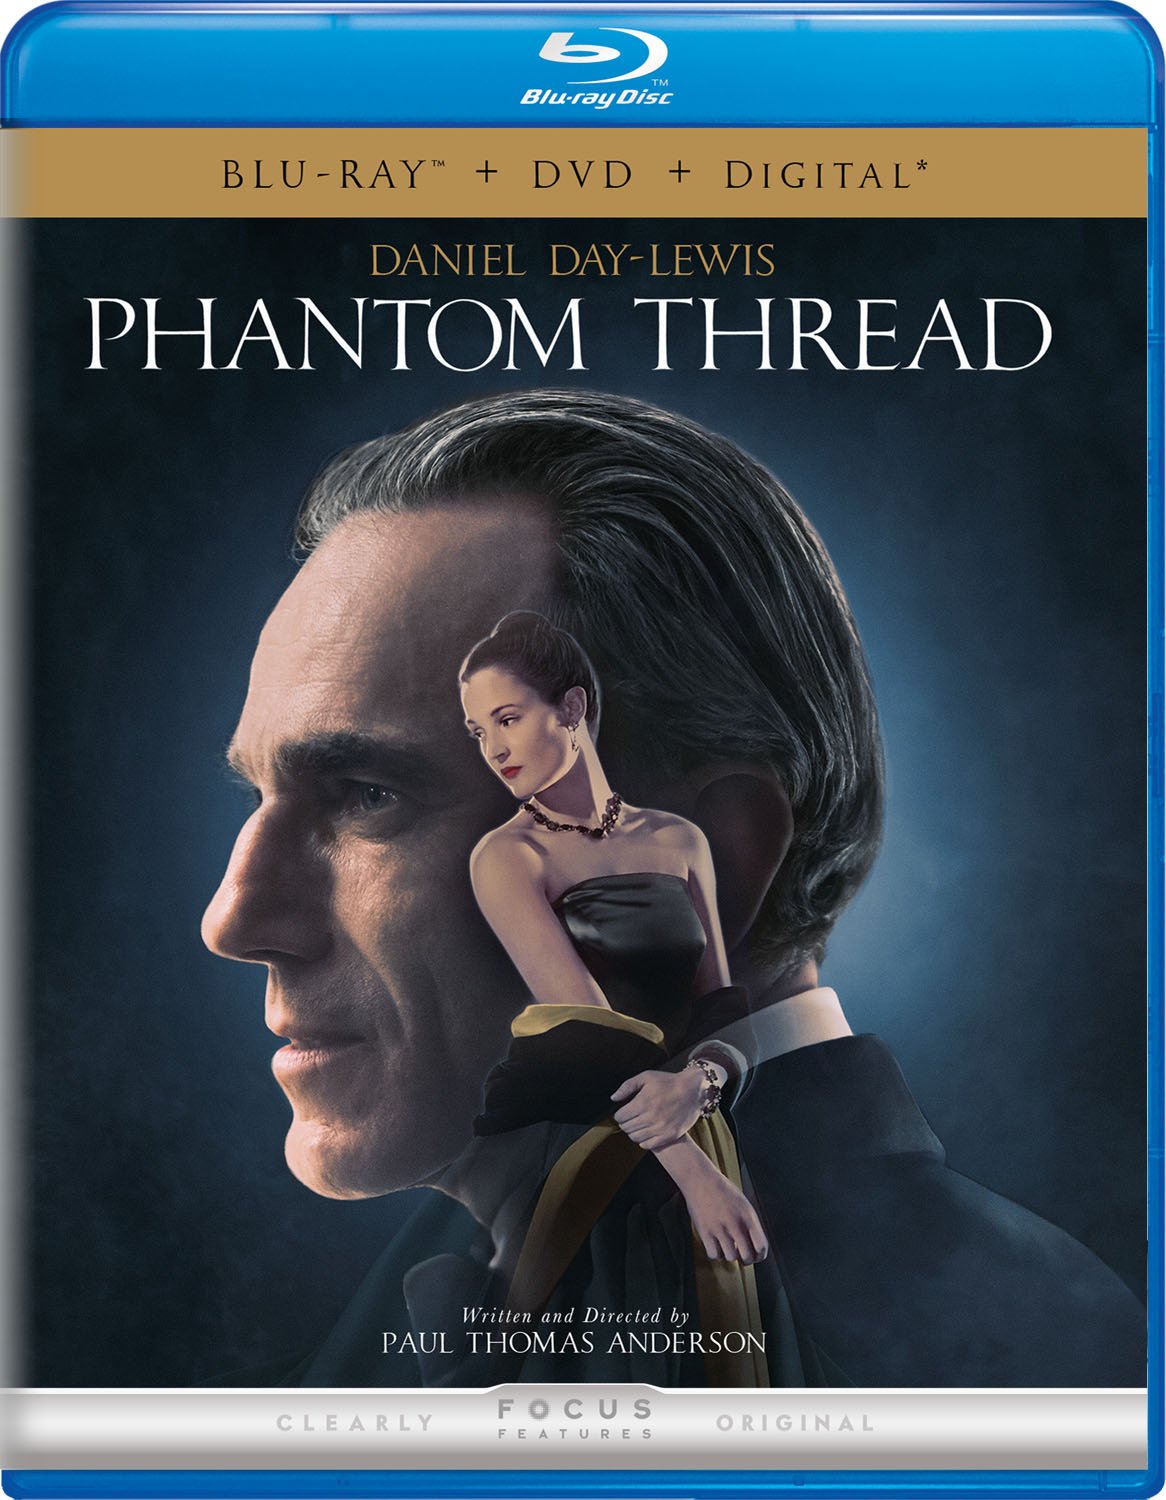 Blu-ray Disc™
BLU-RAY™ + DVD + DIGITAL*
DANIEL DAY-LEWIS
PHANTOM THREAD
Written and Directed by
PAUL THOMAS ANDERSON
CLEARLY FOCUS FEATURES ORIGINAL